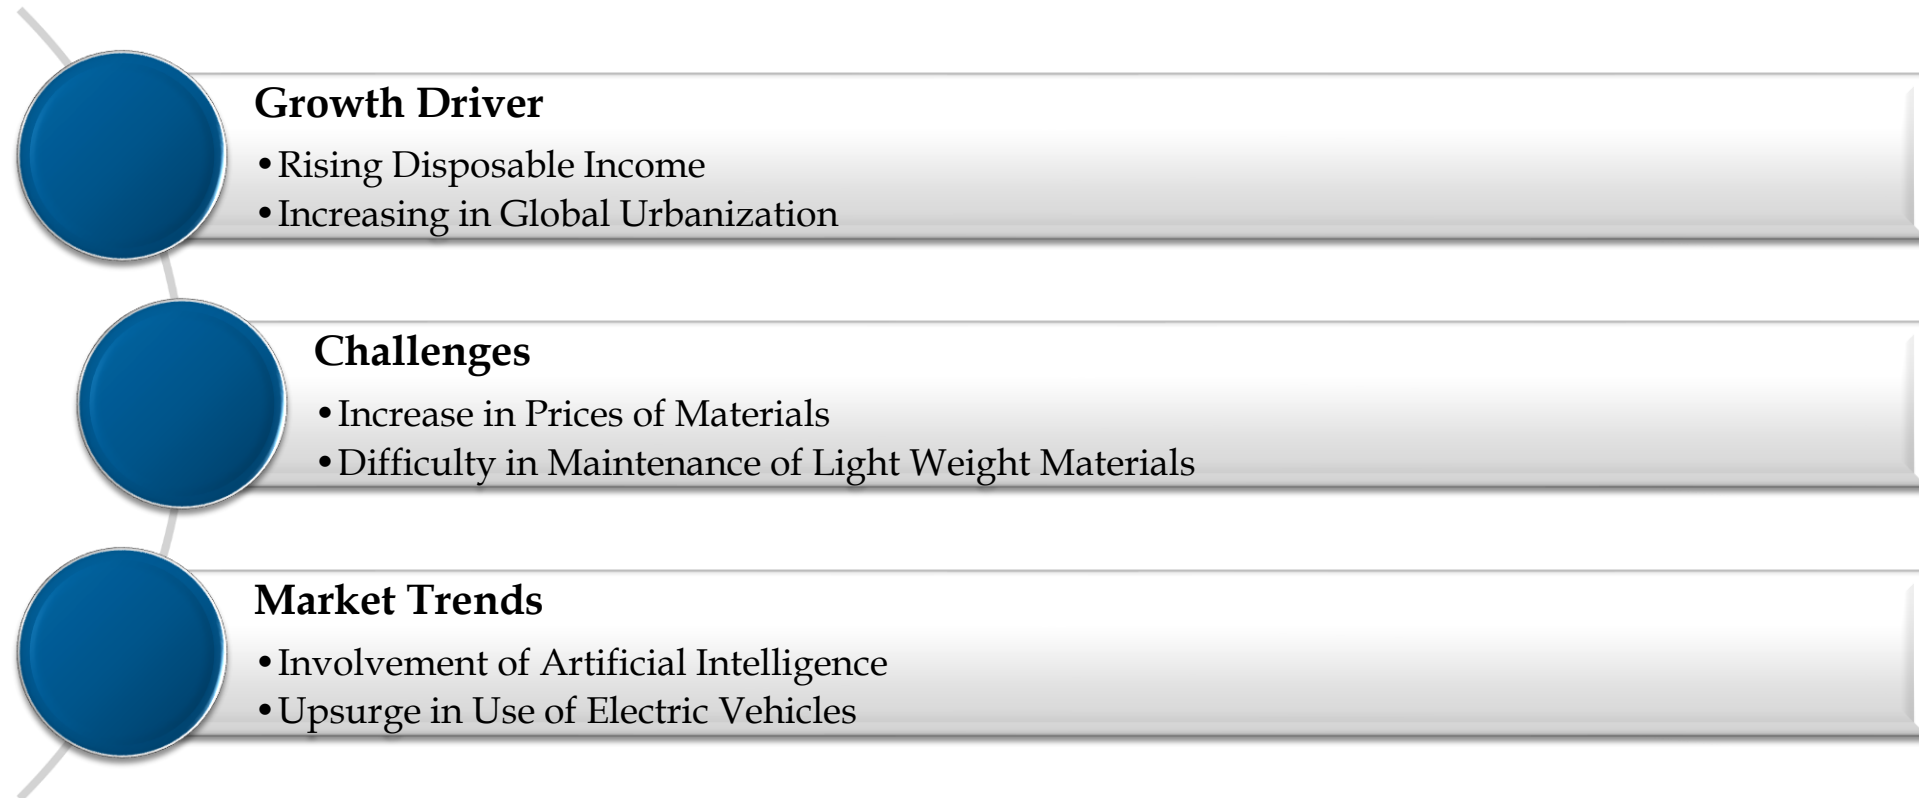 Growth Driver
•Rising Disposable Income
•Increasing in Global Urbanization
Challenges
•Increase in Prices of Materials
•Difficulty in Maintenance of Light Weight Materials
Market Trends
•Involvement of Artificial Intelligence
•Upsurge in Use of Electric Vehicles